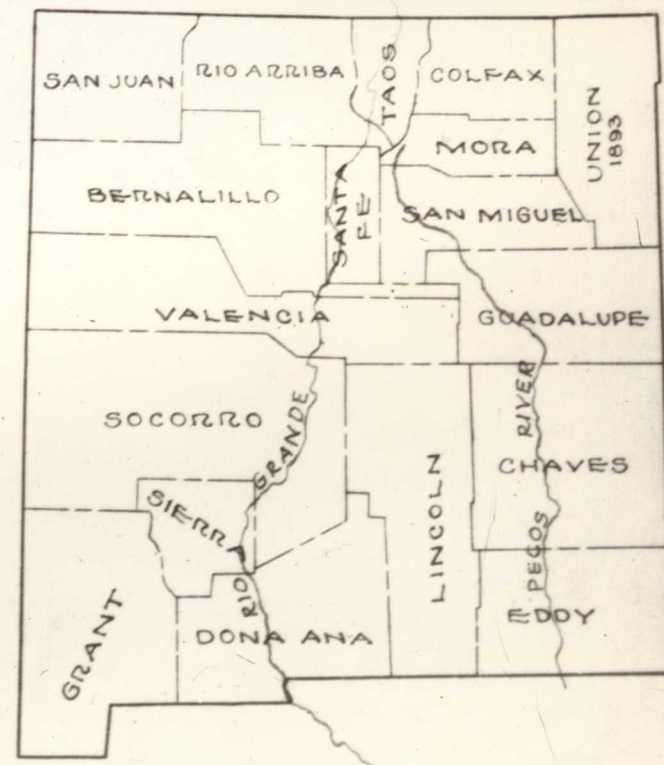 SAN JUAN
RIO ARRIBA
TAOS
COLFAX
UNION
1893
MORA
BERNALILLO
SANTA
FE
SAN MIGUEL
VALENCIA
GUADALUPE
SOCORRO
RIO GRANDE
LINCOLN
PECOS RIVER
CHAVES
SIERRA
GRANT
DONA ANA
EDDY